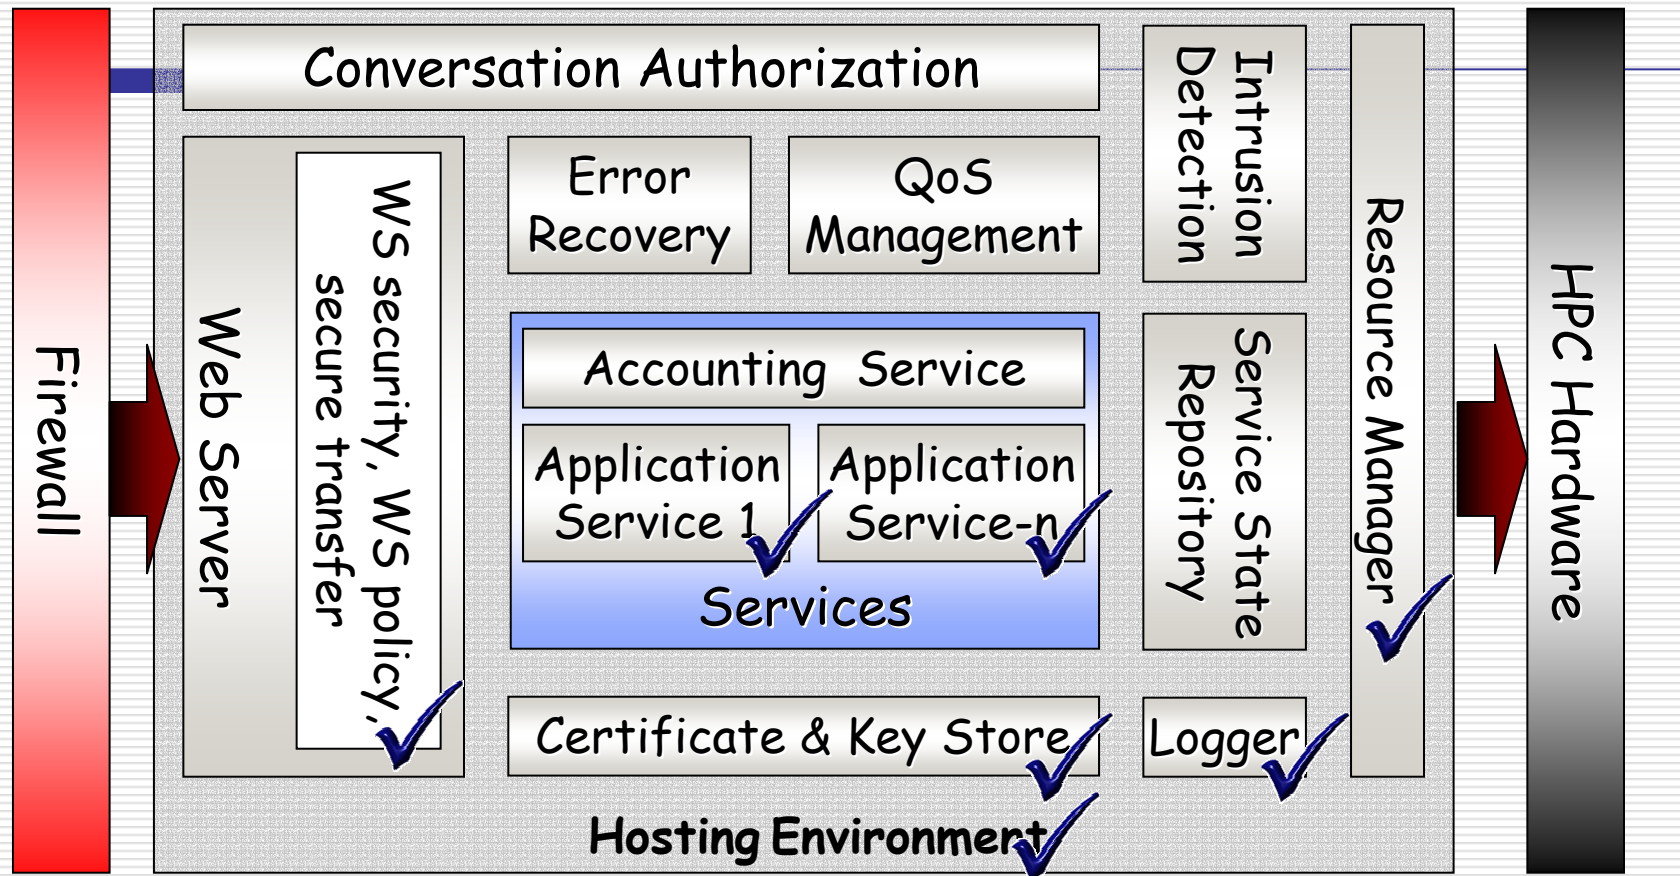 Firewall
Conversation Authorization
Web Server
WS security, WS policy,
secure transfer
Error
Recovery
QoS
Management
Intrusion
Detection
Accounting Service
Application
Service 1
Application
Service-n
Services
Service State
Repository
Resource Manager
Certificate & Key Store
Logger
Hosting Environment
HPC Hardware